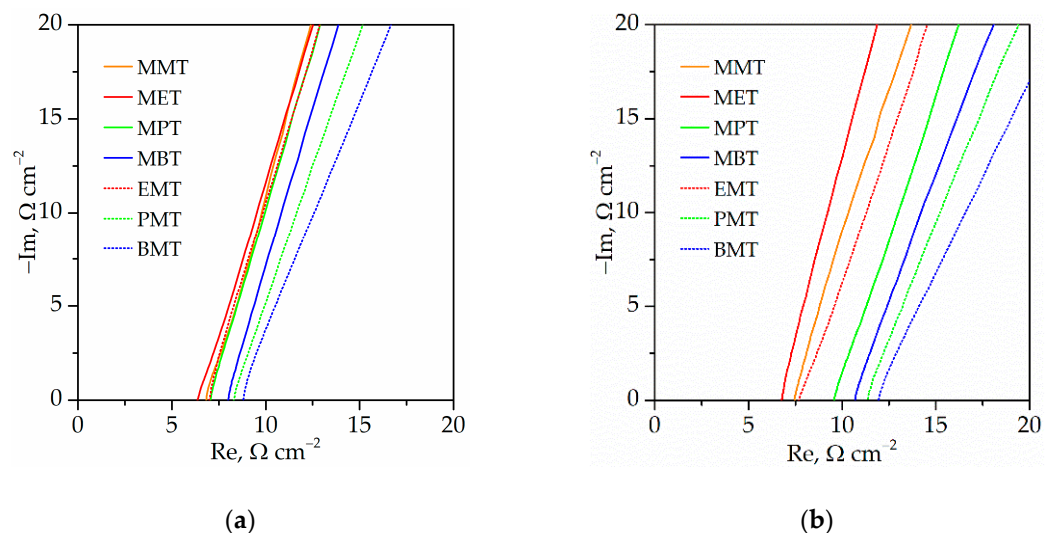 20
15
10
5
0
−Im, Ω cm−2
MMT
MET
MPT
MBT
EMT
PMT
BMT
0 5 10 15 20
Re, Ω cm−2
(a)
20
15
10
5
0
−Im, Ω cm−2
MMT
MET
MPT
MBT
EMT
PMT
BMT
0 5 10 15 20
Re, Ω cm−2
(b)